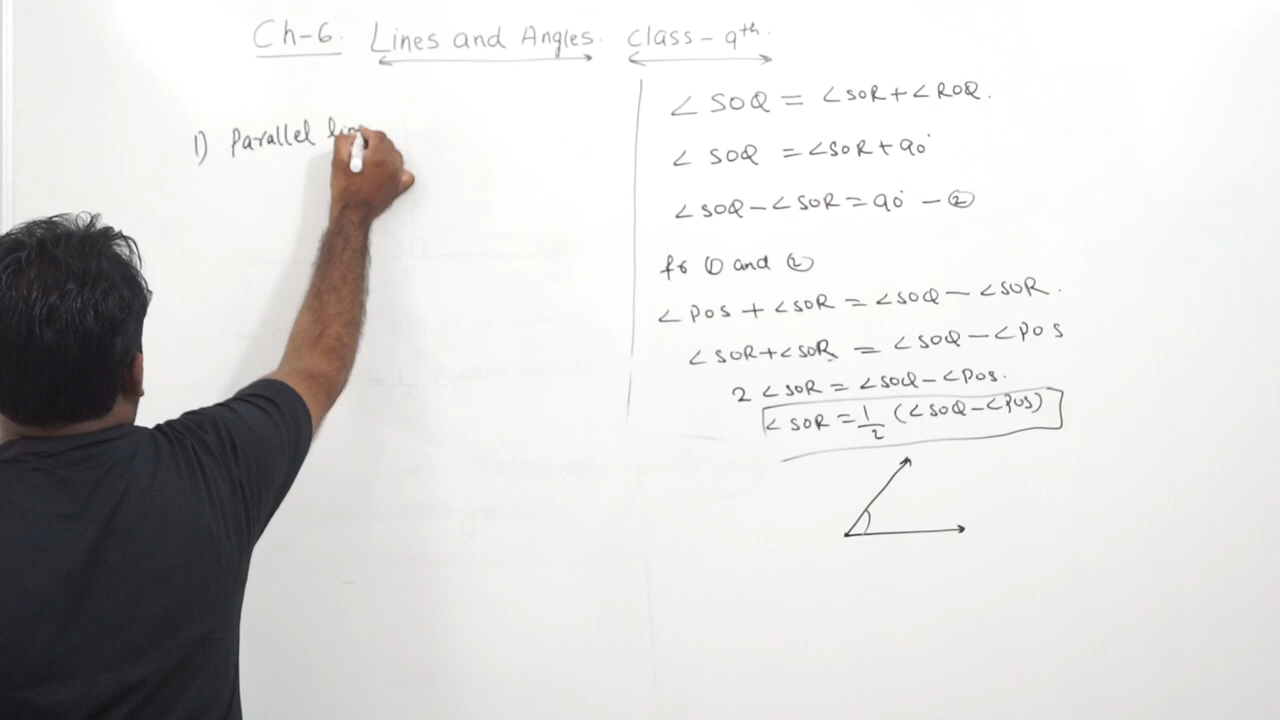 Ch-6. Lines and Angles. Class - 9th.
1) Parallel
∠SOQ = ∠SOR + ∠ROQ.
∠SOQ = ∠SOR + 90°
∠SOQ - ∠SOR = 90° - ②
fr ① and ②
∠POS + ∠SOR = ∠SOQ - ∠SOR.
∠SOR + ∠SOR = ∠SOQ - ∠POS
2 ∠SOR = ∠SOQ - ∠POS.
∠SOR = 1/2 (∠SOQ - ∠POS)